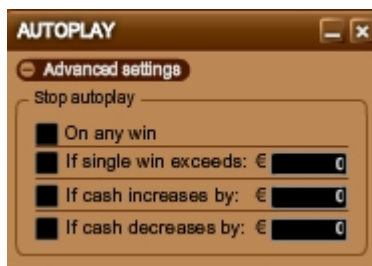 AUTOPLAY
Advanced settings
Stop autoplay
On any win
If single win exceeds: € 0
If cash increases by: € 0
If cash decreases by: € 0